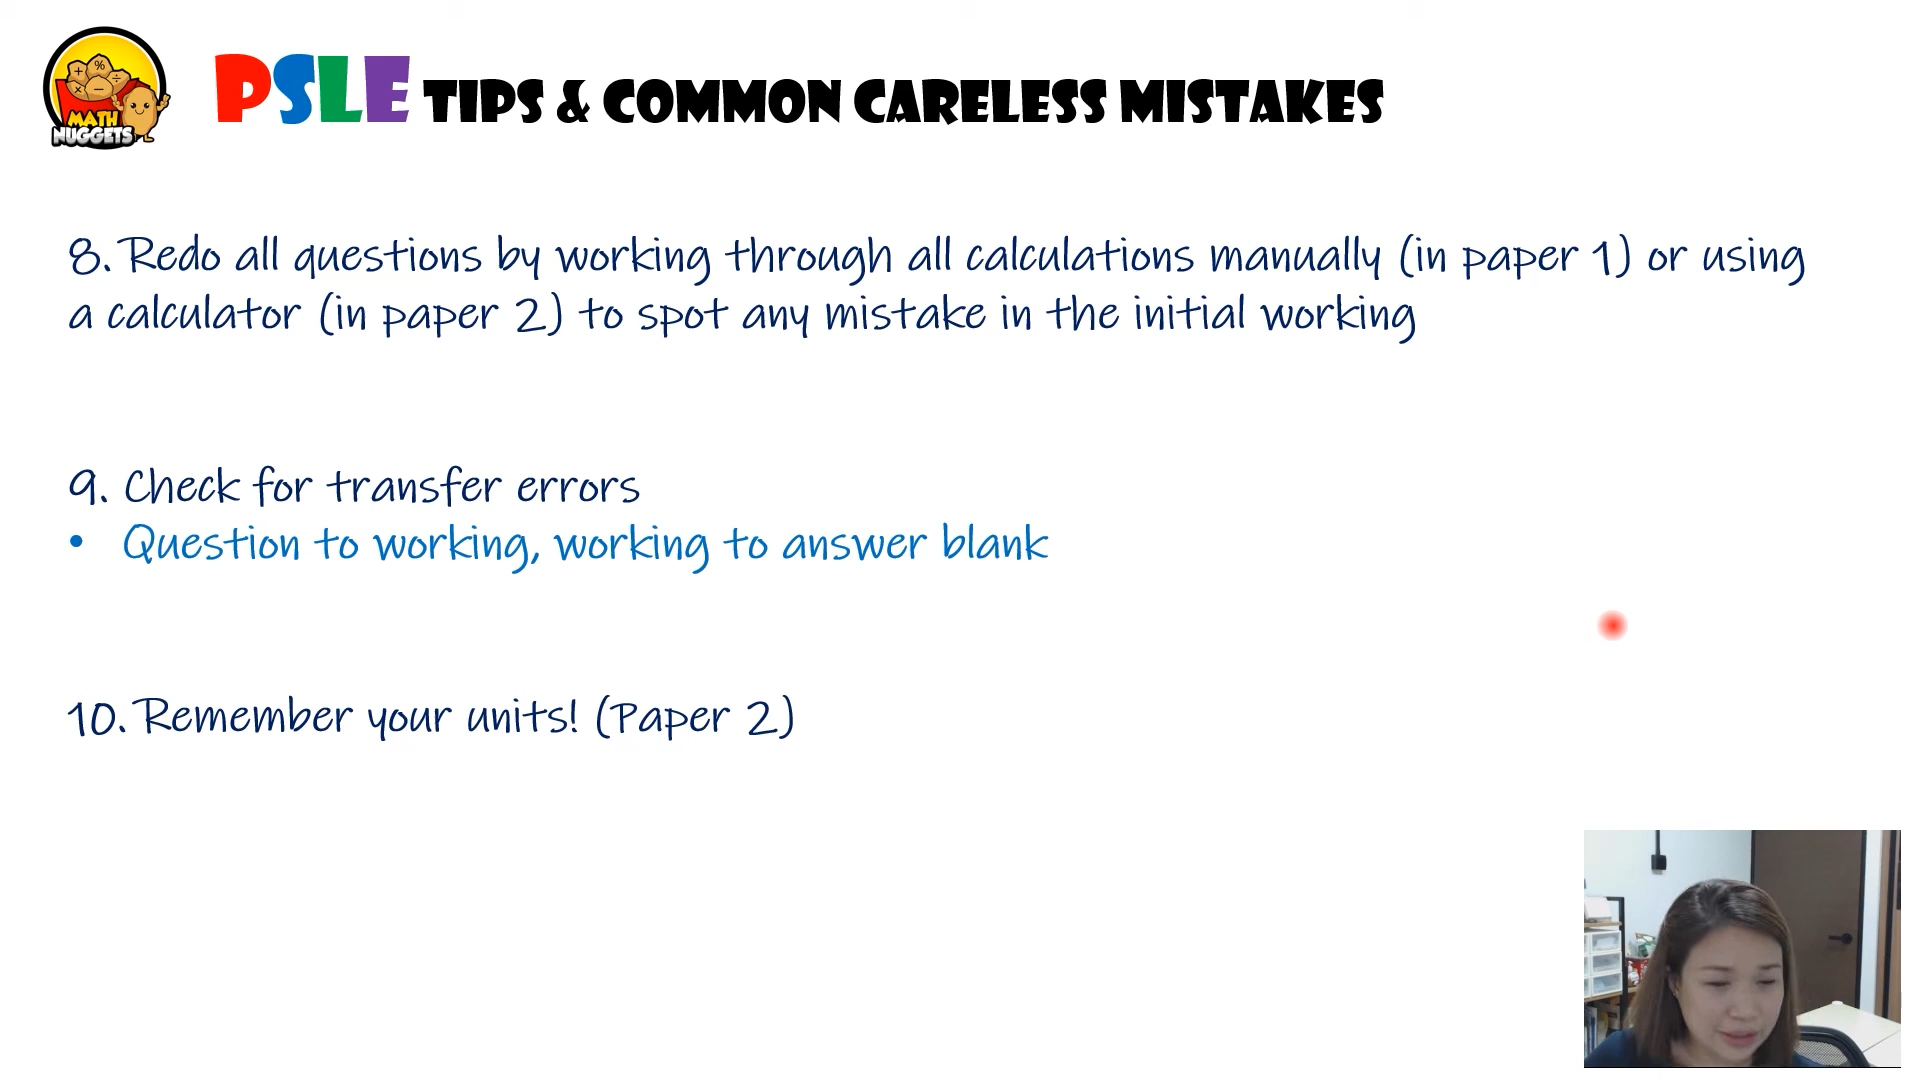 MATH
NUGGETS
PSLE TIPS & COMMON CARELESS MISTAKES
8. Redo all questions by working through all calculations manually (in paper 1) or using
a calculator (in paper 2) to spot any mistake in the initial working
9. Check for transfer errors
• Question to working, working to answer blank
10. Remember your units! (Paper 2)